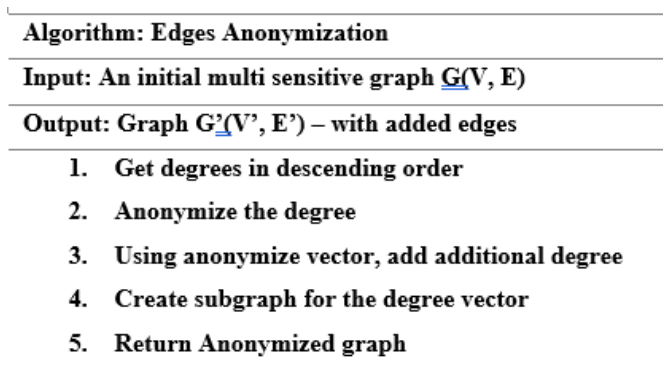 Algorithm: Edges Anonymization
Input: An initial multi sensitive graph G(V, E)
Output: Graph G’(V’, E’) – with added edges
1. Get degrees in descending order
2. Anonymize the degree
3. Using anonymize vector, add additional degree
4. Create subgraph for the degree vector
5. Return Anonymized graph